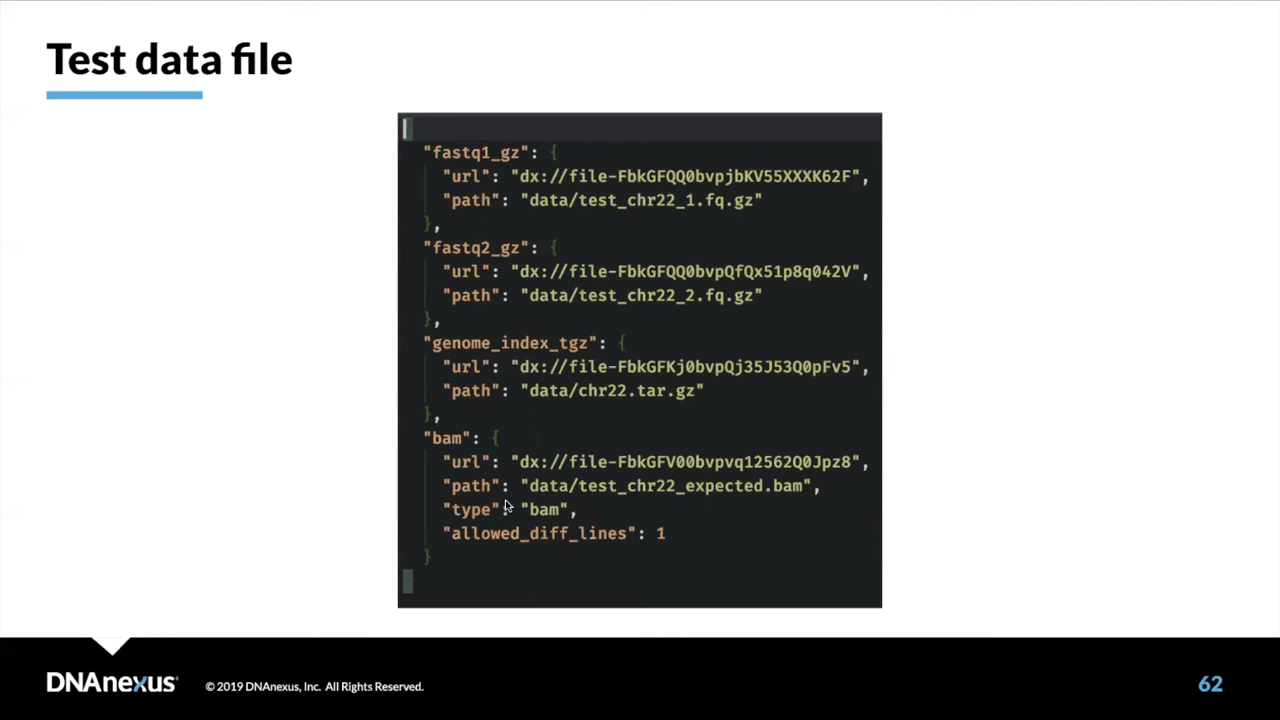 Test data file
{
"fastq1_gz": {
"url": "dx://file-FbkGFQQ0bvpjbKV55XXXK62F",
"path": "data/test_chr22_1.fq.gz"
},
"fastq2_gz": {
"url": "dx://file-FbkGFQQ0bvpQfQx51p8q042V",
"path": "data/test_chr22_2.fq.gz"
},
"genome_index_tgz": {
"url": "dx://file-FbkGFKj0bvpQj35J53Q0pFv5",
"path": "data/chr22.tar.gz"
},
"bam": {
"url": "dx://file-FbkGFV00bvpvq12562Q0Jpz8",
"path": "data/test_chr22_expected.bam",
"type": "bam",
"allowed_diff_lines": 1
}
}
DNAnexus
© 2019 DNAnexus, Inc. All Rights Reserved.
62